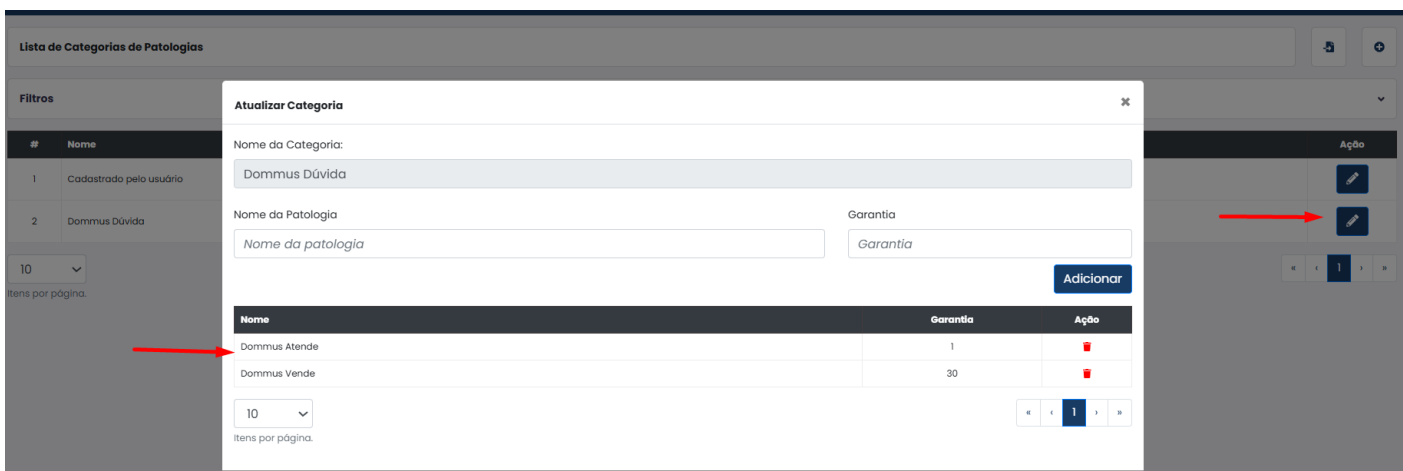 Lista de Categorias de Patologias
Filtros
# Nome Ação
1 Cadastrado pelo usuário
2 Dommus Dúvida
10
Itens por página.
« ‹ 1 › »
Atualizar Categoria ×
Nome da Categoria:
Dommus Dúvida
Nome da Patologia Garantia
Nome da patologia Garantia
Adicionar
Nome Garantia Ação
Dommus Atende 1
Dommus Vende 30
10 « ‹ 1 › »
Itens por página.